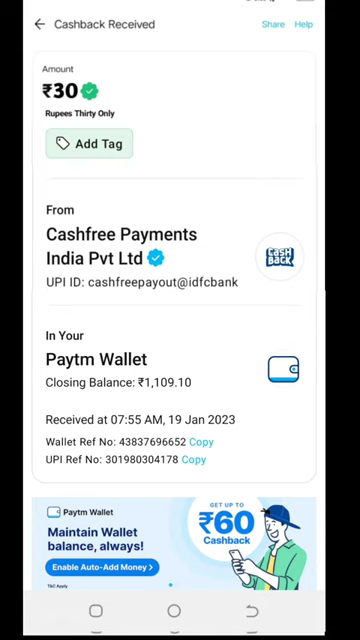 Cashback Received
Share Help
Amount
₹30
Rupees Thirty Only
Add Tag
From
Cashfree Payments
India Pvt Ltd
UPI ID: cashfreepayout@idfcbank
CASH BACK
In Your
Paytm Wallet
Closing Balance: ₹1,109.10
Received at 07:55 AM, 19 Jan 2023
Wallet Ref No: 43837696652 Copy
UPI Ref No: 301980304178 Copy
Paytm Wallet
Maintain Wallet
balance, always!
Enable Auto-Add Money >
T&C Apply
GET UP TO
₹60
Cashback